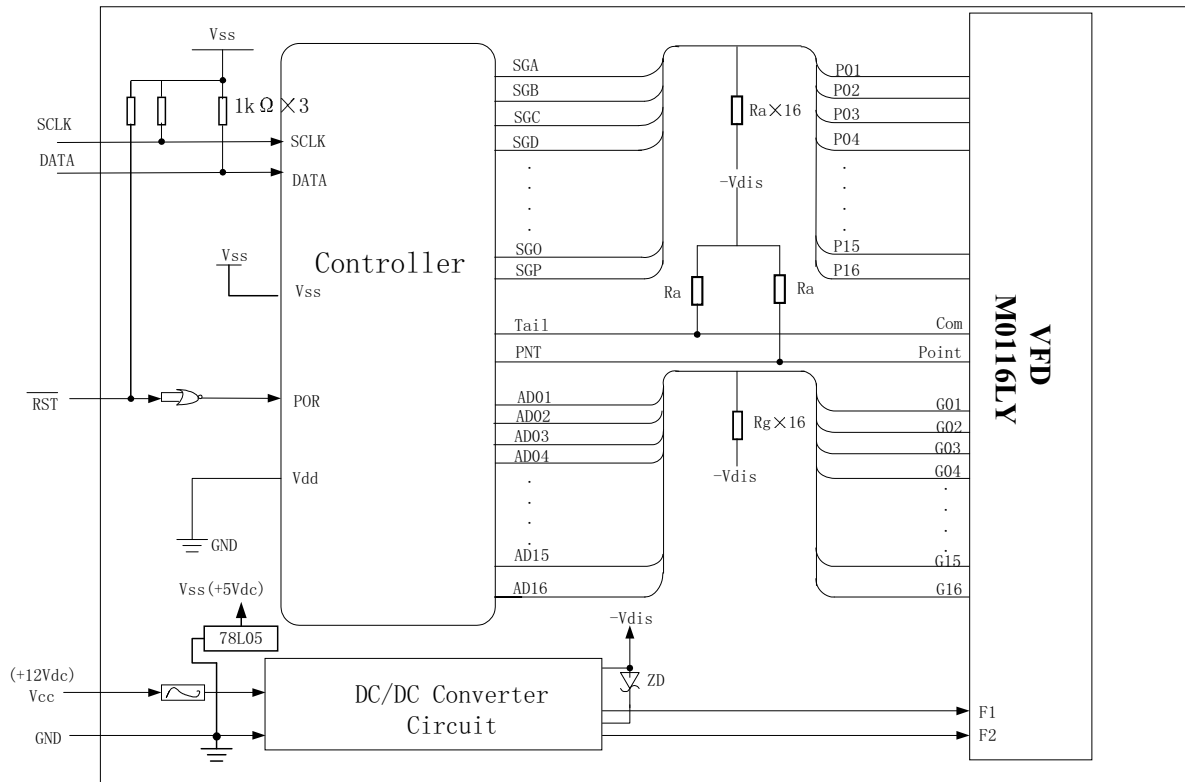 Vss
1kΩ×3
SCLK
DATA
SCLK
DATA
Vss
Vss
Controller
RST
POR
Vdd
GND
SGA
SGB
SGC
SGD
SGO
SGP
Tail
PNT
AD01
AD02
AD03
AD04
AD15
AD16
Ra×16
-Vdis
Ra
Ra
Rg×16
-Vdis
P01
P02
P03
P04
P15
P16
Com
Point
G01
G02
G03
G04
G15
G16
VFD
M0116LY
Vss(+5Vdc)
78L05
(+12Vdc)
Vcc
GND
DC/DC Converter
Circuit
-Vdis
ZD
F1
F2